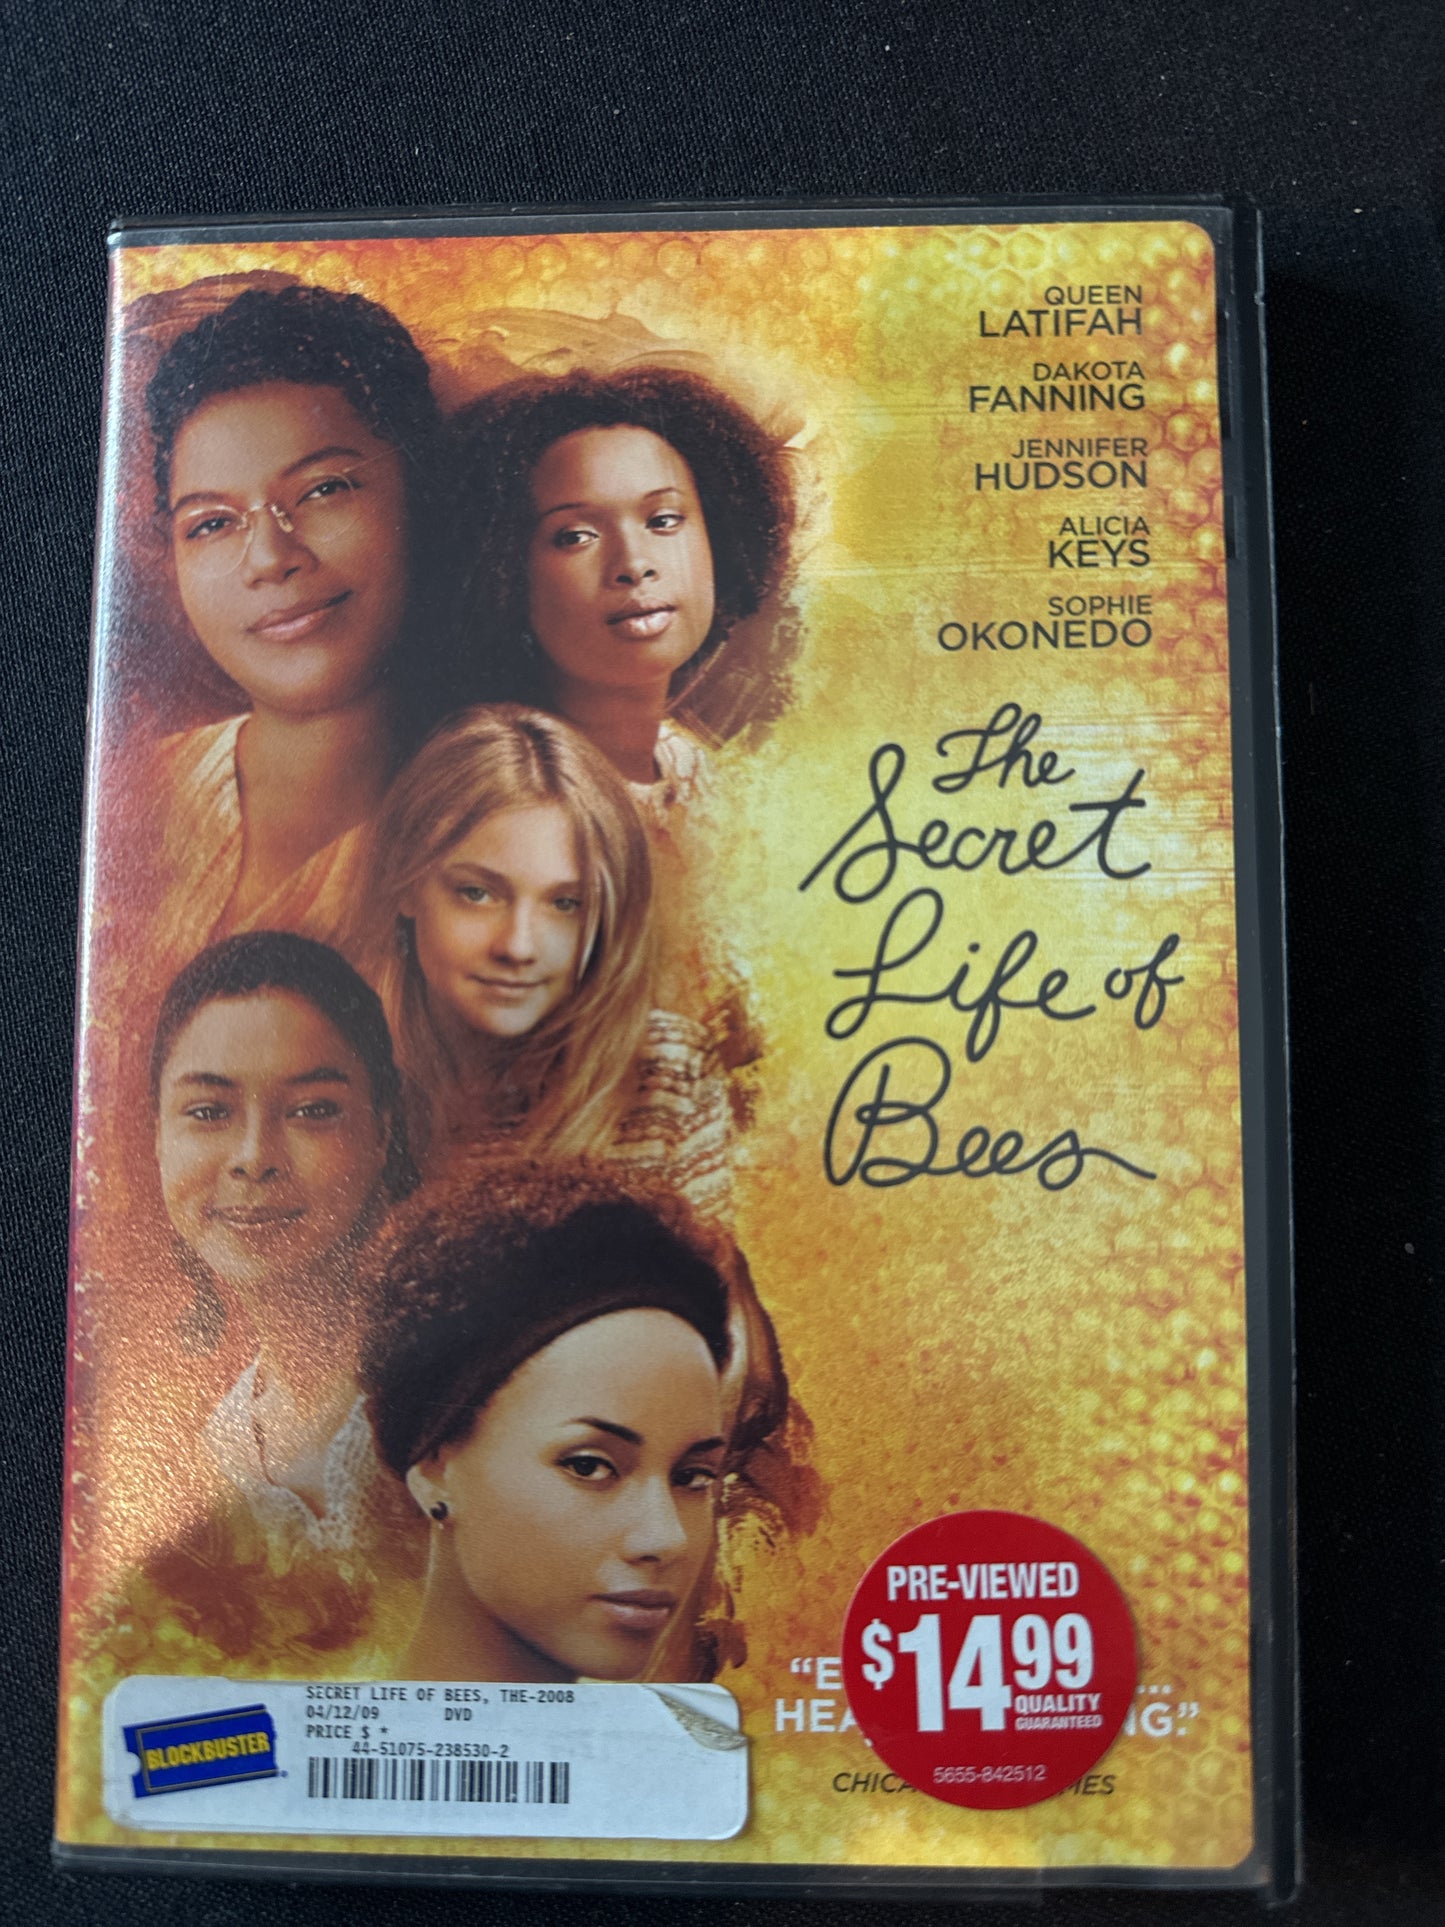 QUEEN
LATIFAH
DAKOTA
FANNING
JENNIFER
HUDSON
ALICIA
KEYS
SOPHIE
OKONEDO
The
Secret
Life of
Bees
PRE-VIEWED
$14.99
QUALITY
GUARANTEED
5655-842512
SECRET LIFE OF BEES, THE-2008
04/12/09 DVD
PRICE $ *
44-51075-238530-2
BLOCKBUSTER